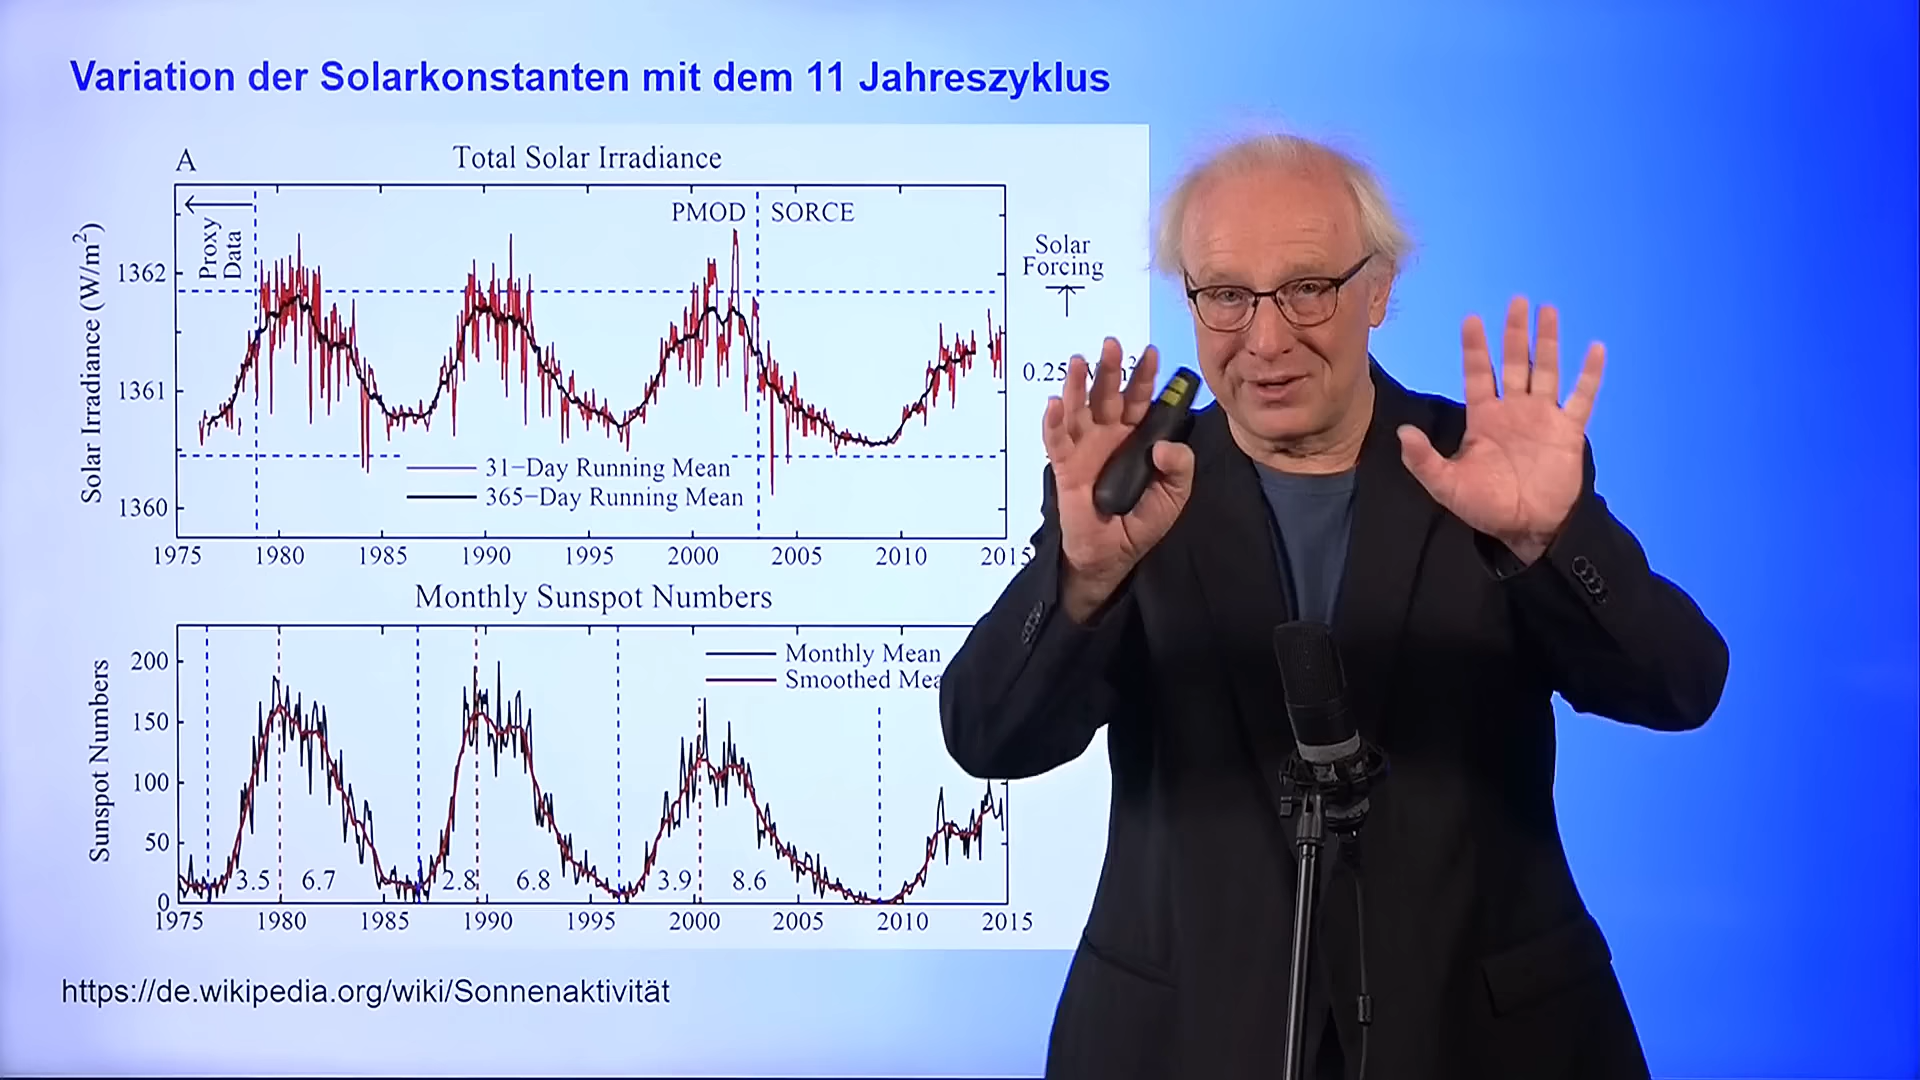 Variation der Solarkonstanten mit dem 11 Jahreszyklus
A
Total Solar Irradiance
Solar Irradiance (W/m²)
1362
1361
1360
Proxy
Data
PMOD
SORCE
Solar
Forcing
31-Day Running Mean
365-Day Running Mean
1975 1980 1985 1990 1995 2000 2005 2010 2015
Monthly Sunspot Numbers
Sunspot Numbers
200
150
100
50
0
Monthly Mean
Smoothed
3.5 6.7 2.8 6.8 3.9 8.6
1975 1980 1985 1990 1995 2000 2005 2010 2015
https://de.wikipedia.org/wiki/Sonnenaktivität